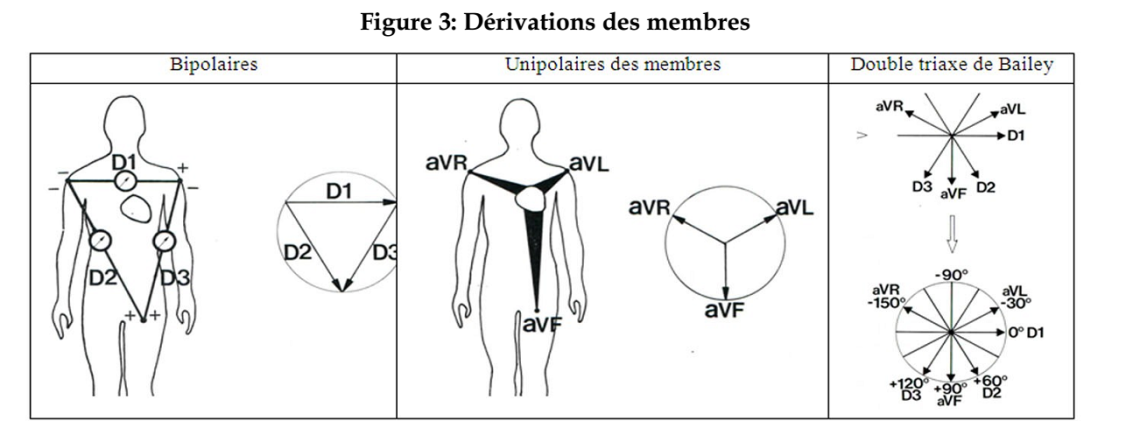 Figure 3: Dérivations des membres
Bipolaires
Unipolaires des membres
Double triaxe de Bailey
D1
+
−
−
−
D2
D3
+ +
D1
D2
D3
aVR
aVL
aVF
aVR
aVL
aVF
aVR
aVL
>
D1
D3
aVF
D2
-90°
aVR
-150°
aVL
-30°
0° D1
+120°
D3
+90°
aVF
+60°
D2